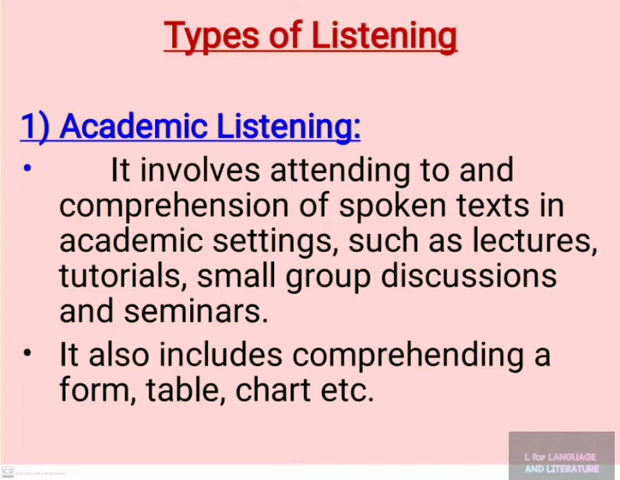 Types of Listening
1) Academic Listening:
• It involves attending to and
comprehension of spoken texts in
academic settings, such as lectures,
tutorials, small group discussions
and seminars.
• It also includes comprehending a
form, table, chart etc.
L for LANGUAGE
AND LITERATURE
CS